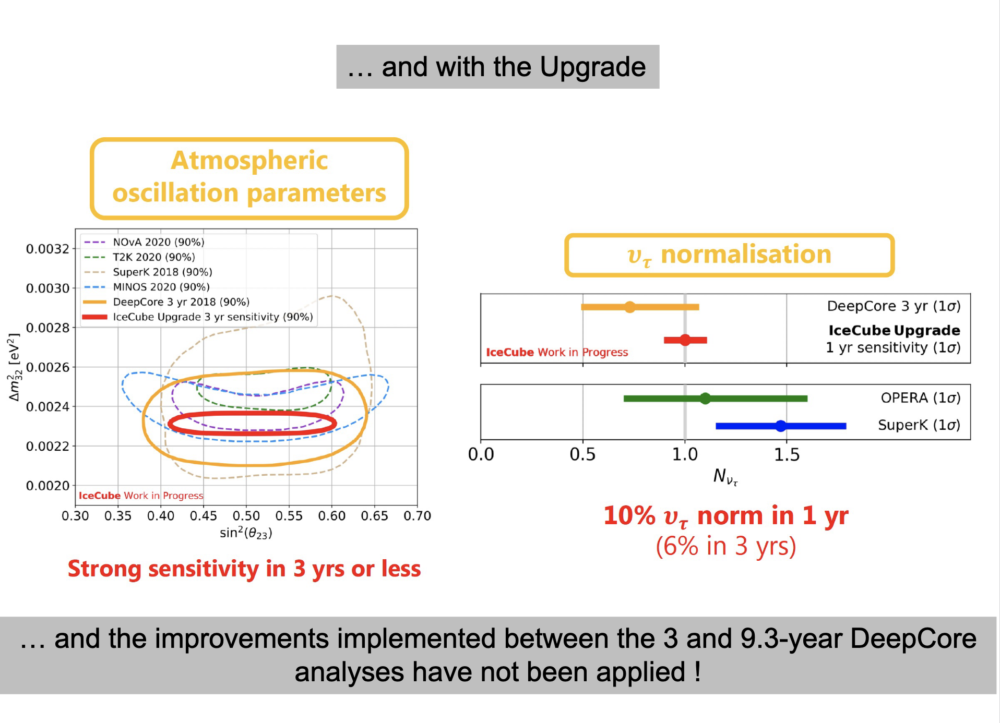 … and with the Upgrade
Atmospheric
oscillation parameters
NOvA 2020 (90%)
T2K 2020 (90%)
SuperK 2018 (90%)
MINOS 2020 (90%)
DeepCore 3 yr 2018 (90%)
IceCube Upgrade 3 yr sensitivity (90%)
0.0032
0.0030
0.0028
0.0026
0.0024
0.0022
0.0020
Δm²₃₂ [eV²]
IceCube Work in Progress
0.30 0.35 0.40 0.45 0.50 0.55 0.60 0.65 0.70
sin²(θ₂₃)
Strong sensitivity in 3 yrs or less
υ_τ normalisation
DeepCore 3 yr (1σ)
IceCube Upgrade
1 yr sensitivity (1σ)
IceCube Work in Progress
OPERA (1σ)
SuperK (1σ)
0.0 0.5 1.0 1.5
N_ν_τ
10% υ_τ norm in 1 yr
(6% in 3 yrs)
… and the improvements implemented between the 3 and 9.3-year DeepCore
analyses have not been applied !